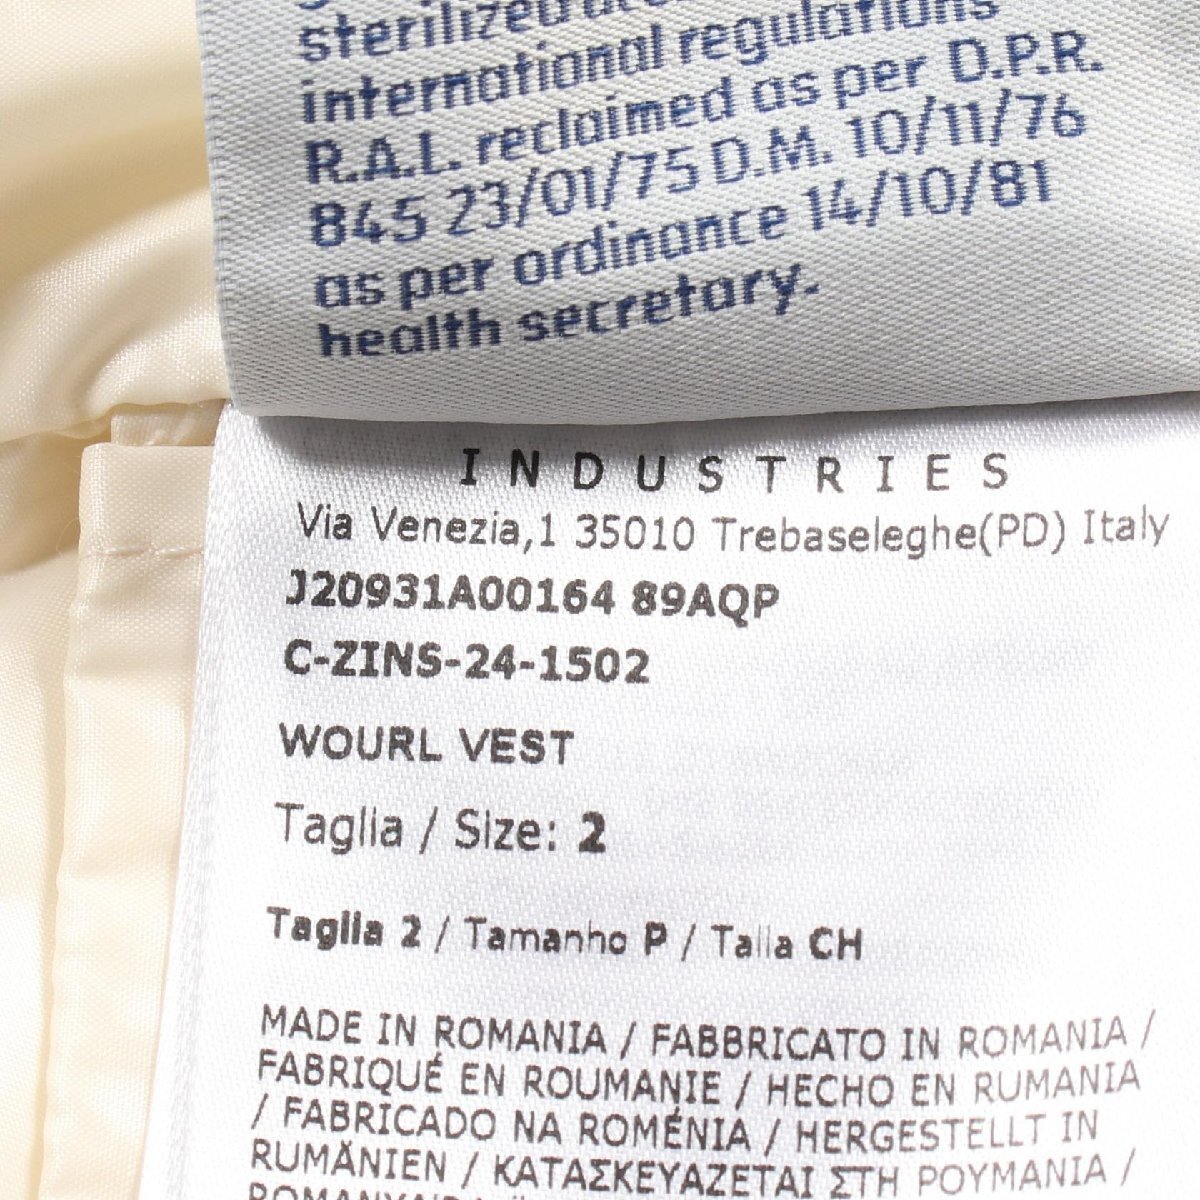 sterilized
international regulations
R.A.L. reclaimed as per D.P.R.
845 23/01/75 D.M. 10/11/76
as per ordinance 14/10/81
health secretary.
INDUSTRIES
Via Venezia,1 35010 Trebaseleghe(PD) Italy
J20931A00164 89AQP
C-ZINS-24-1502
WOURL VEST
Taglia / Size: 2
Taglia 2 / Tamanho P / Talla CH
MADE IN ROMANIA / FABBRICATO IN ROMANIA /
FABRIQUÉ EN ROUMANIE / HECHO EN RUMANIA
/ FABRICADO NA ROMÉNIA / HERGESTELLT IN
RUMÄNIEN / ΚΑΤΑΣΚΕΥΑΖΕΤΑΙ ΣΤΗ ΡΟΥΜΑΝΙΑ /